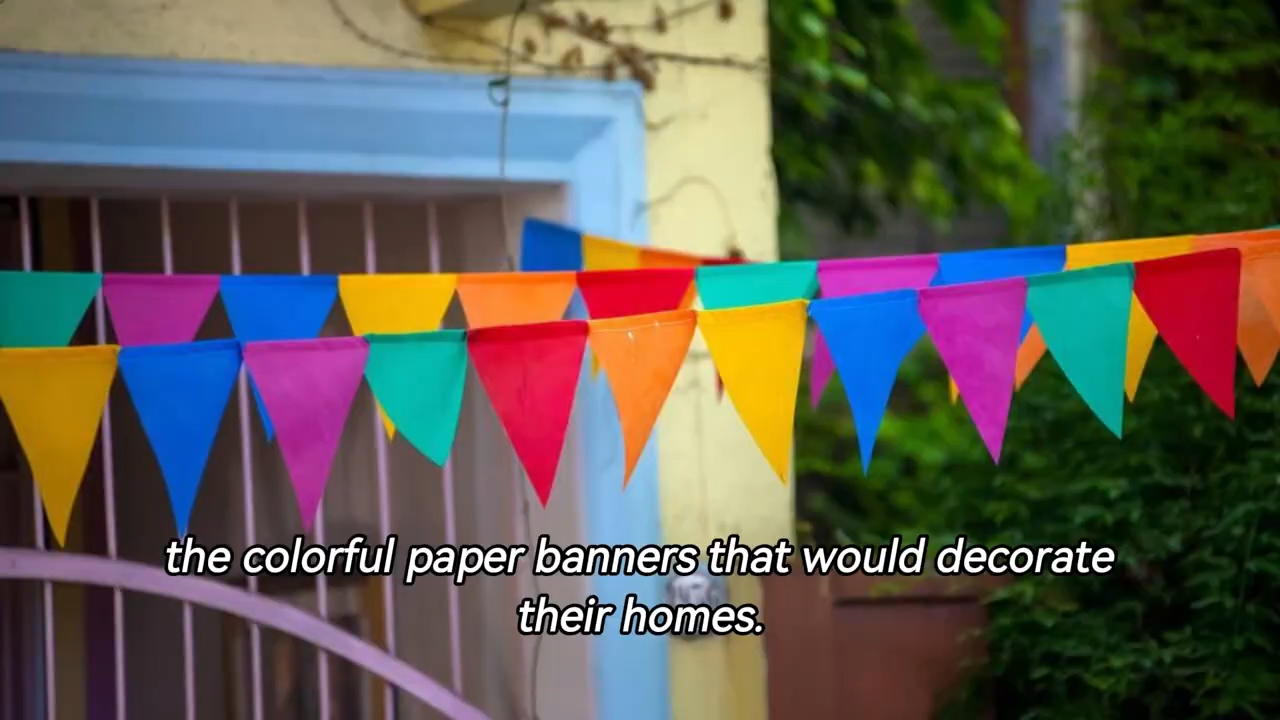 the colorful paper banners that would decorate
their homes.